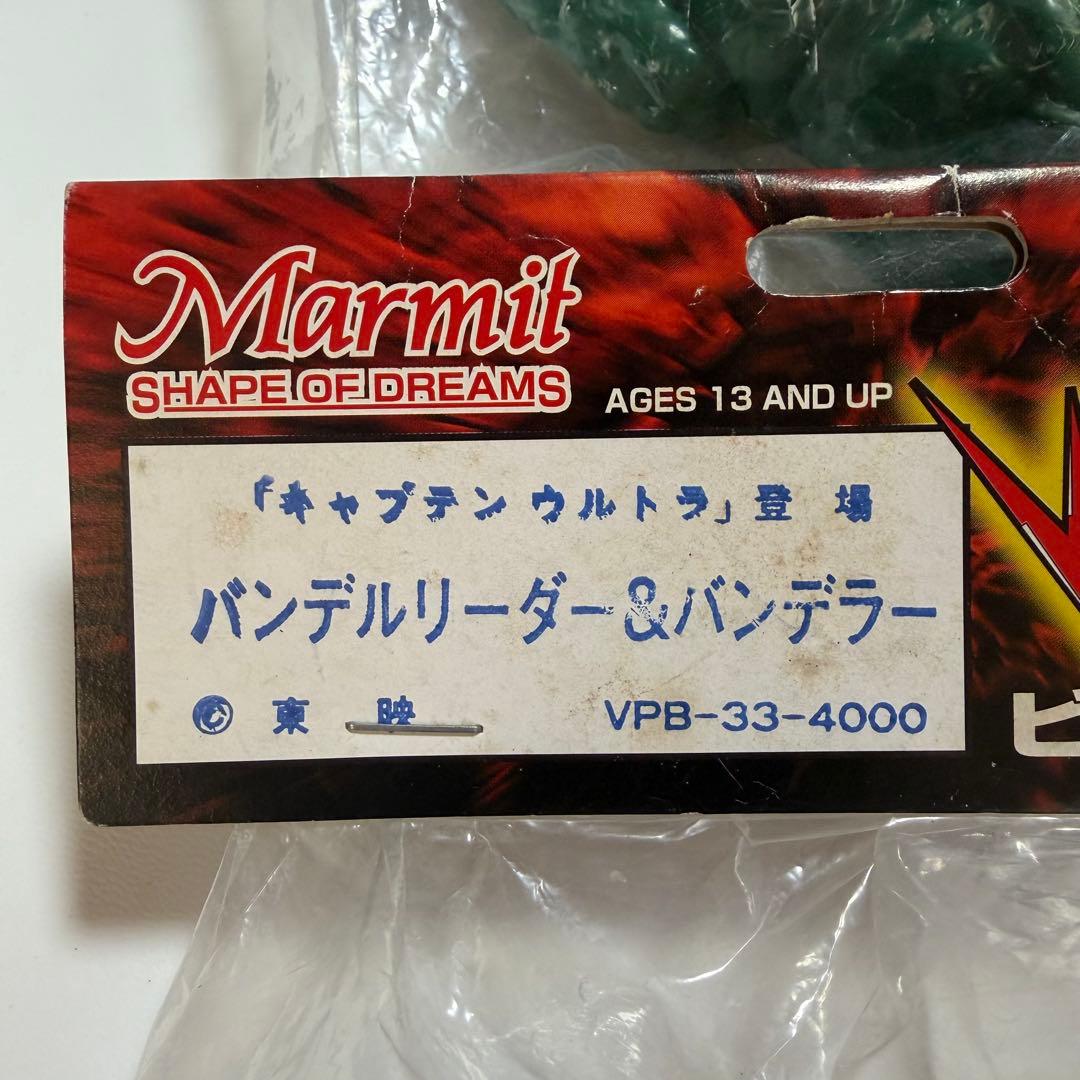 Marmit
SHAPE OF DREAMS
AGES 13 AND UP
「キャプテンウルトラ」登場
バンデルリーダー&バンデラー
© 東映
VPB-33-4000